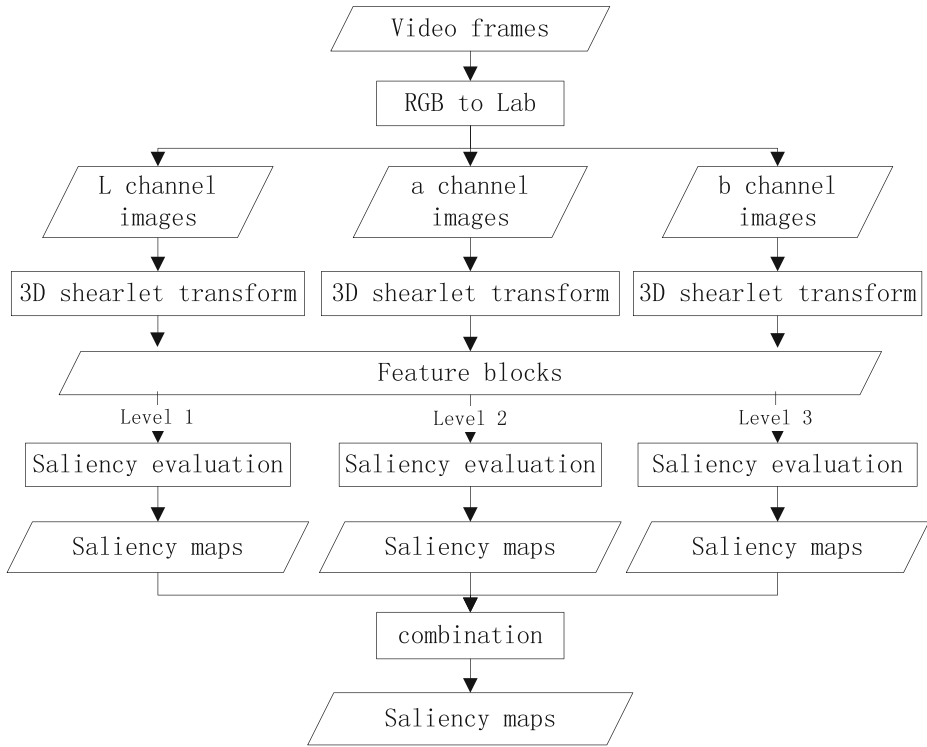 Video frames
RGB to Lab
L channel
images
a channel
images
b channel
images
3D shearlet transform
3D shearlet transform
3D shearlet transform
Feature blocks
Level 1
Level 2
Level 3
Saliency evaluation
Saliency evaluation
Saliency evaluation
Saliency maps
Saliency maps
Saliency maps
combination
Saliency maps